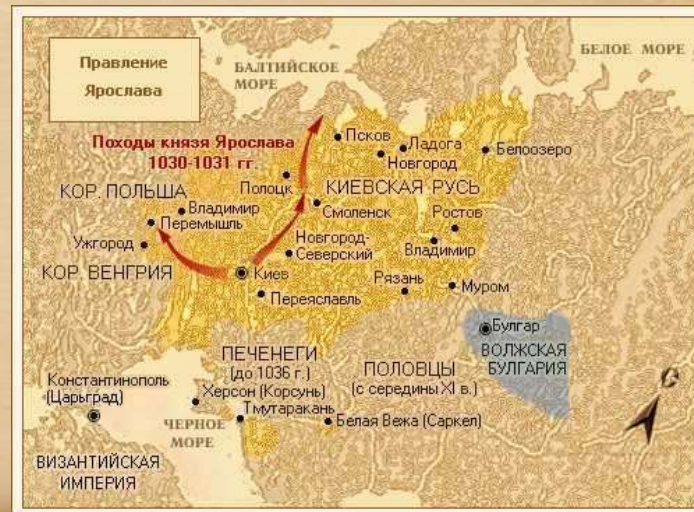 Правление
Ярослава
БЕЛОЕ МОРЕ
БАЛТИЙСКОЕ
МОРЕ
Походы князя Ярослава
1030-1031 гг.
Псков
Ладога
Новгород
Белоозеро
Полоцк
КИЕВСКАЯ РУСЬ
КОР. ПОЛЬША
Владимир
Перемышль
Смоленск
Ростов
Ужгород
Новгород-
Северский
Владимир
КОР. ВЕНГРИЯ
Киев
Рязань
Муром
Переяславль
Булгар
ВОЛЖСКАЯ
БУЛГАРИЯ
ПЕЧЕНЕГИ
(до 1036 г.)
ПОЛОВЦЫ
(с середины XI в.)
Константинополь
(Царьград)
Херсон (Корсунь)
Тмутаракань
Белая Вежа (Саркел)
ЧЕРНОЕ
МОРЕ
ВИЗАНТИЙСКАЯ
ИМПЕРИЯ
С